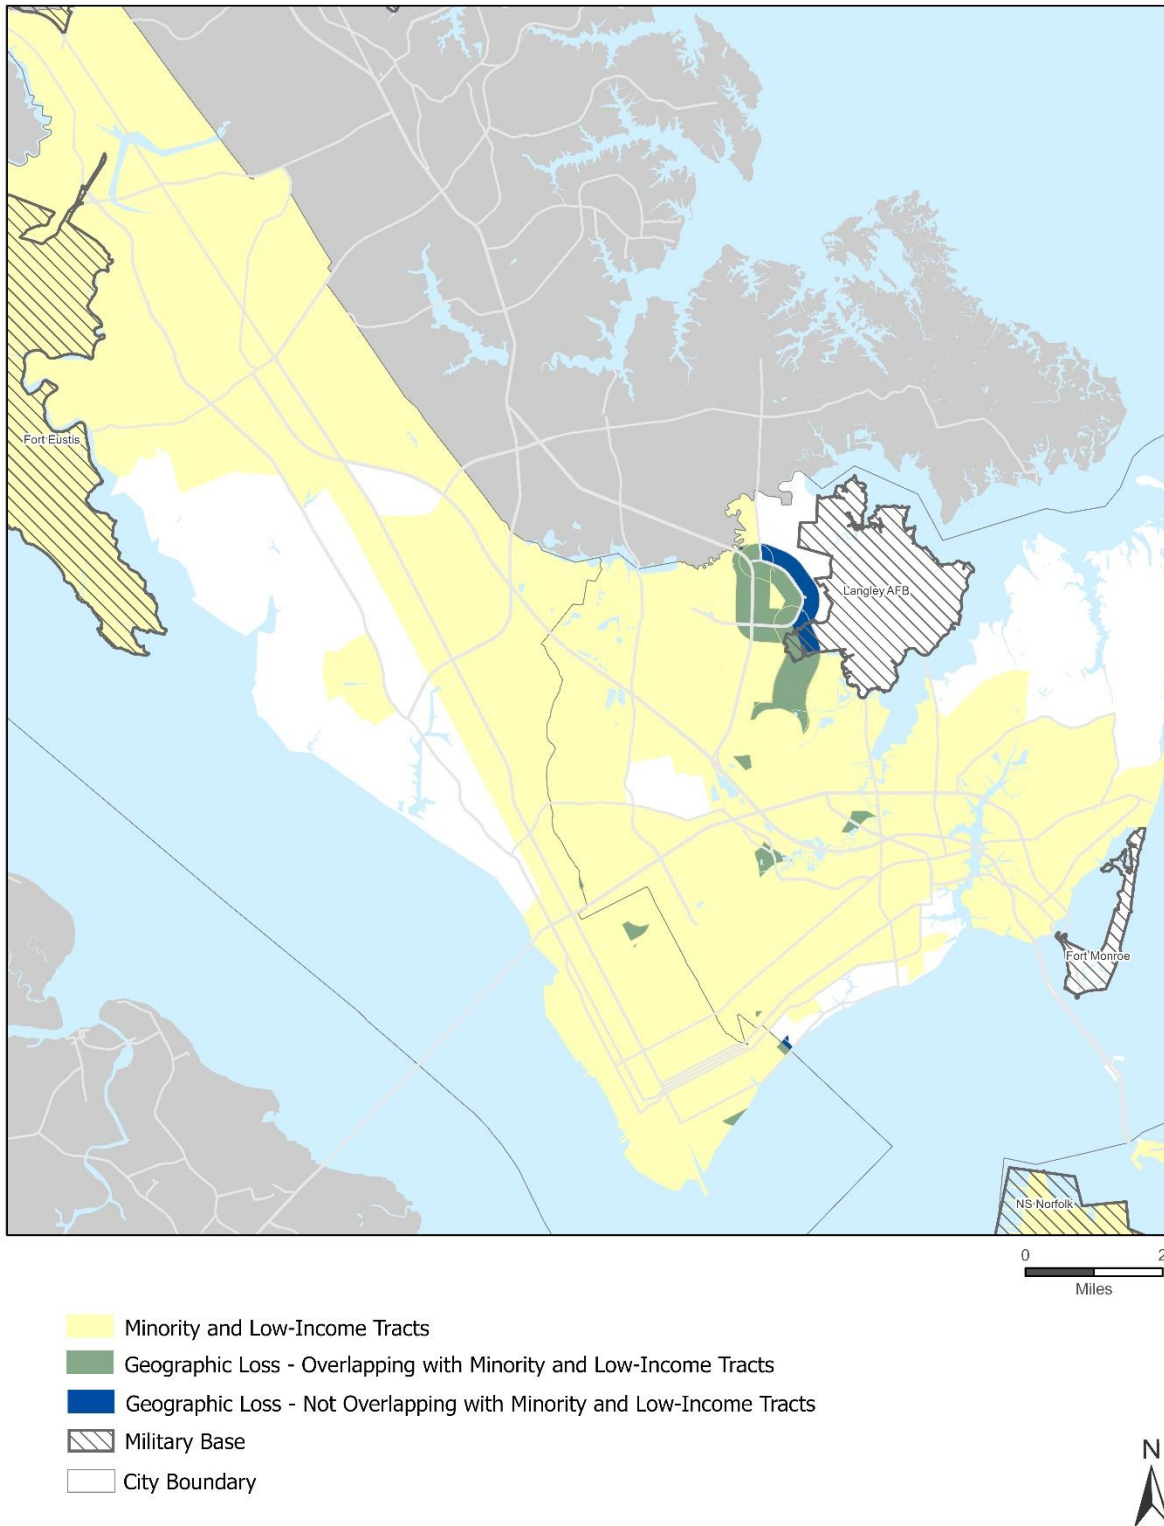 Fort Eustis
Langley AFB
Fort Monroe
NS Norfolk
0 2
Miles
Minority and Low-Income Tracts
Geographic Loss - Overlapping with Minority and Low-Income Tracts
Geographic Loss - Not Overlapping with Minority and Low-Income Tracts
Military Base
City Boundary
N